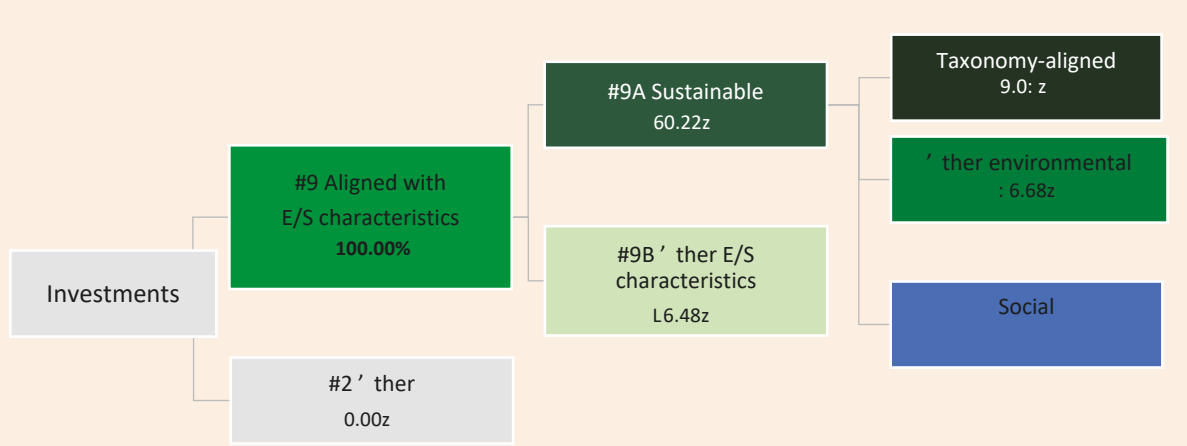 Investments
#9 Aligned with
E/S characteristics
100.00%
#2 ’ ther
0.00z
#9A Sustainable
60.22z
#9B ’ ther E/S
characteristics
L6.48z
Taxonomy-aligned
9.0: z
’ ther environmental
: 6.68z
Social